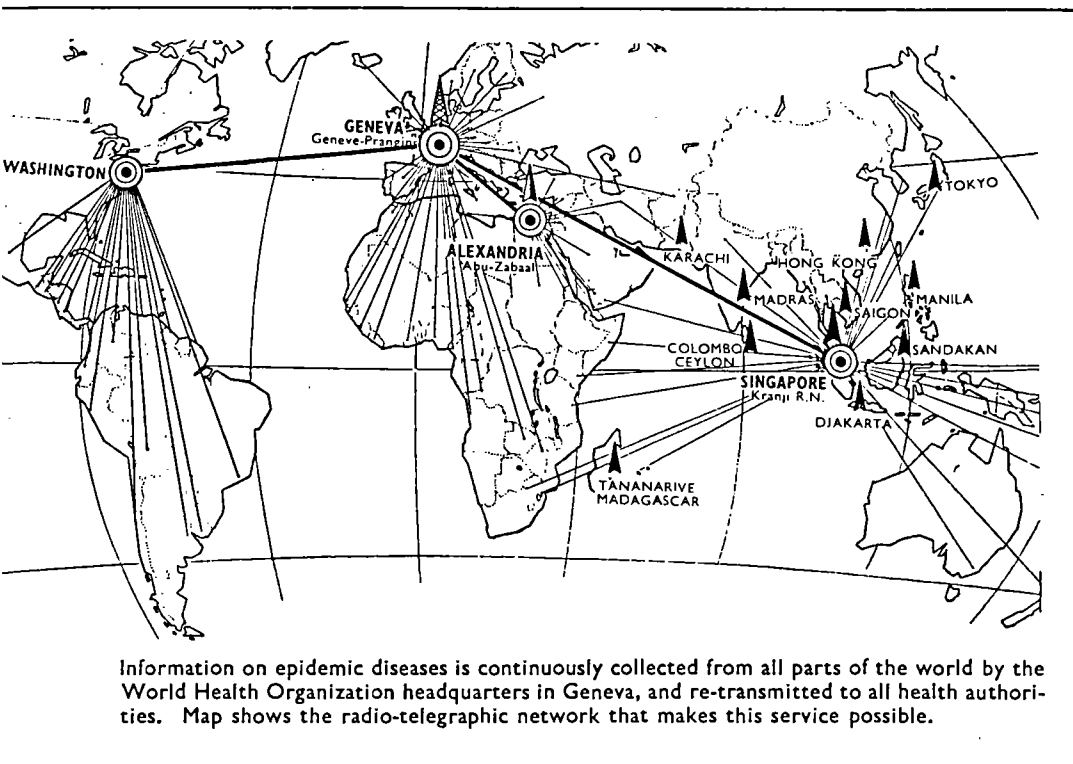 GENEVA
Geneve-Prangins
WASHINGTON
TOKYO
ALEXANDRIA
Abu-Zabaal
KARACHI
HONG KONG
MADRAS
SAIGON
MANILA
COLOMBO
CEYLON
SANDAKAN
SINGAPORE
Kranji R.N.
DJAKARTA
TANANARIVE
MADAGASCAR
Information on epidemic diseases is continuously collected from all parts of the world by the
World Health Organization headquarters in Geneva, and re-transmitted to all health authori-
ties. Map shows the radio-telegraphic network that makes this service possible.